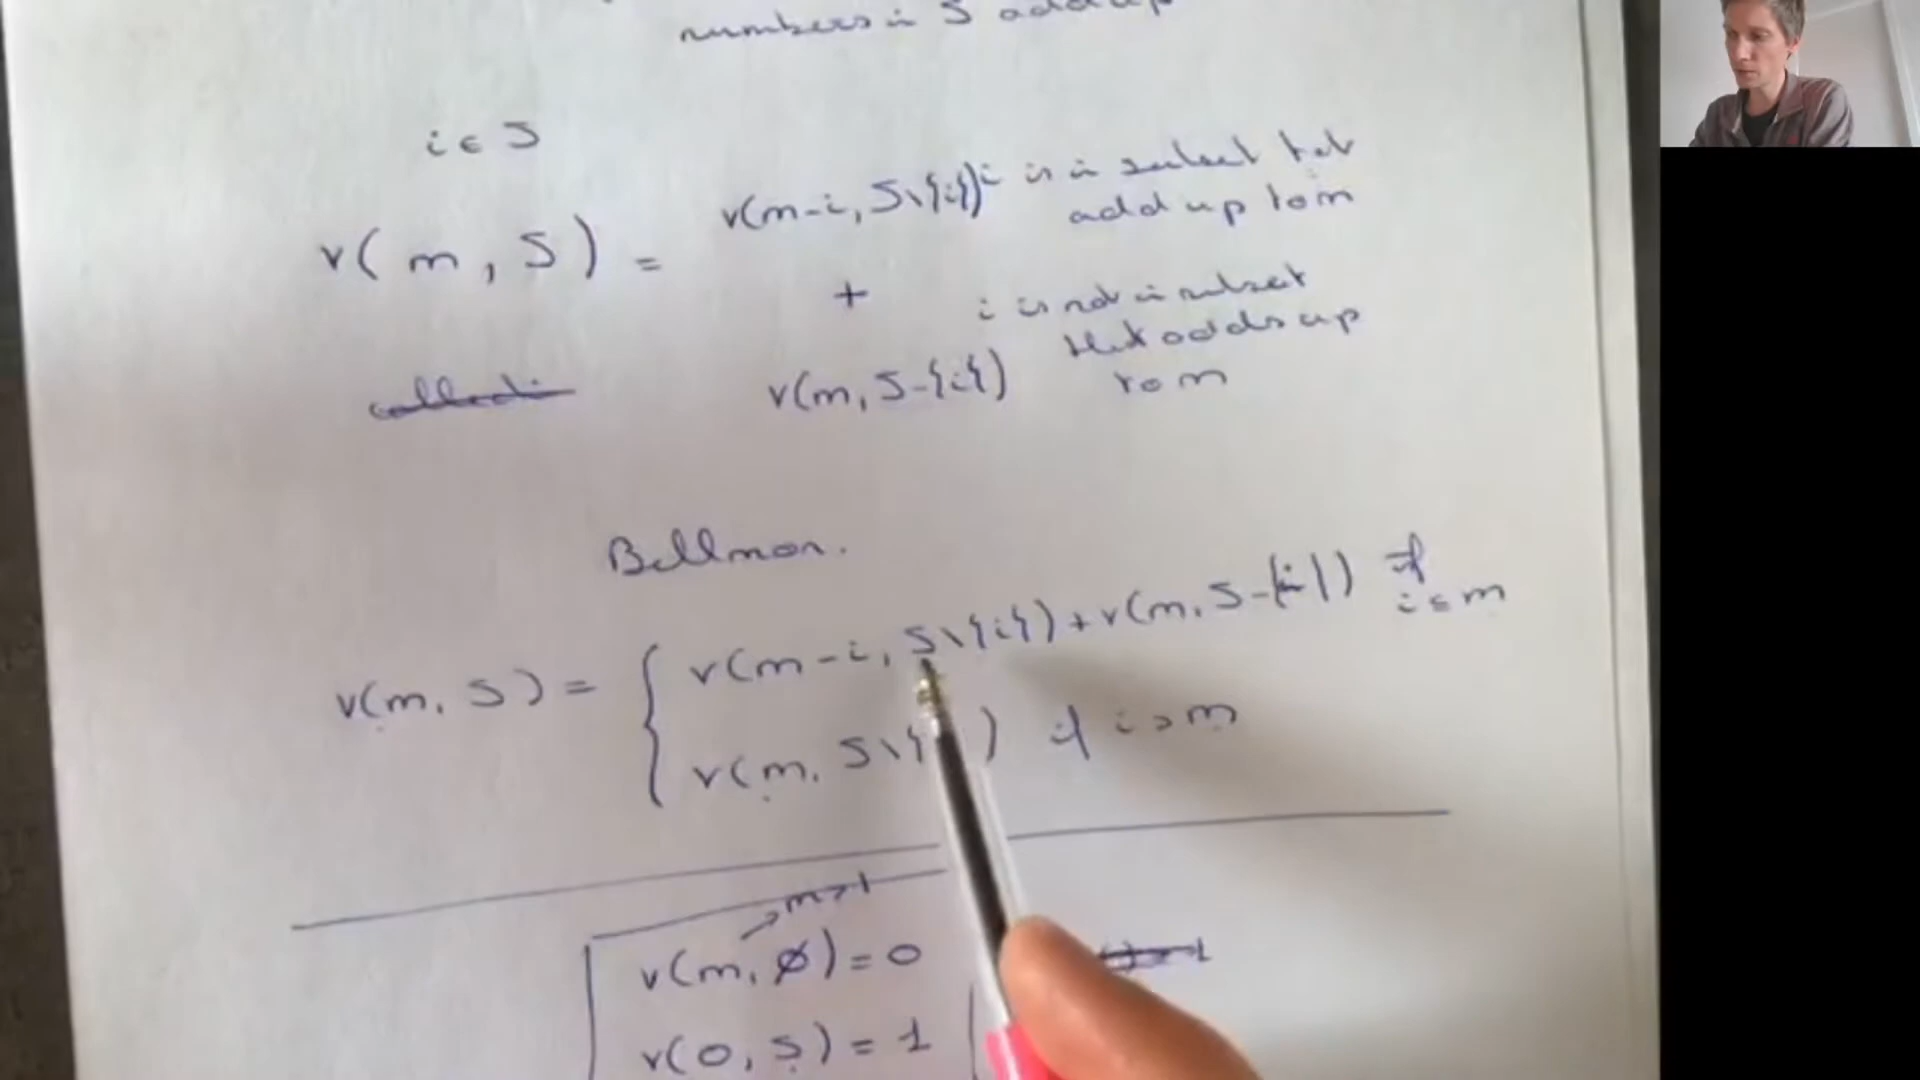 numbers in S add up
i ∈ S
v(m-i, S\{i}) i is in subset that
add up to m
v(m, S) =
+
i is not in subset
that adds up
v(m, S-{i})
to m
Bellman.
v(m, S) = { v(m-i, S\{i}) + v(m, S-{i}) if
i ≤ m
v(m, S\{ }) if i > m
m ≥ 1
v(m, ∅) = 0
v(0, S) = 1